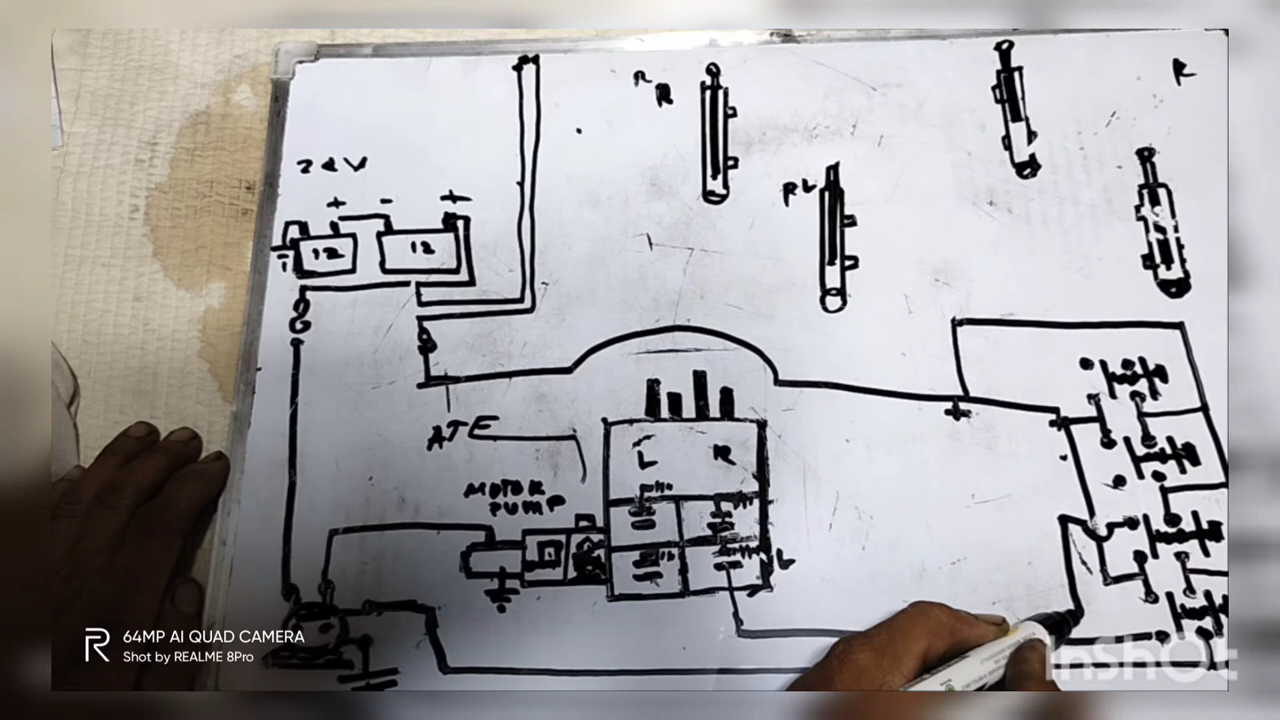 R
R
R
24V
RL
+ - +
12 12
L R
ATE
MOTOR
PUMP
L
+
+
64MP AI QUAD CAMERA
Shot by REALME 8Pro
InShOt